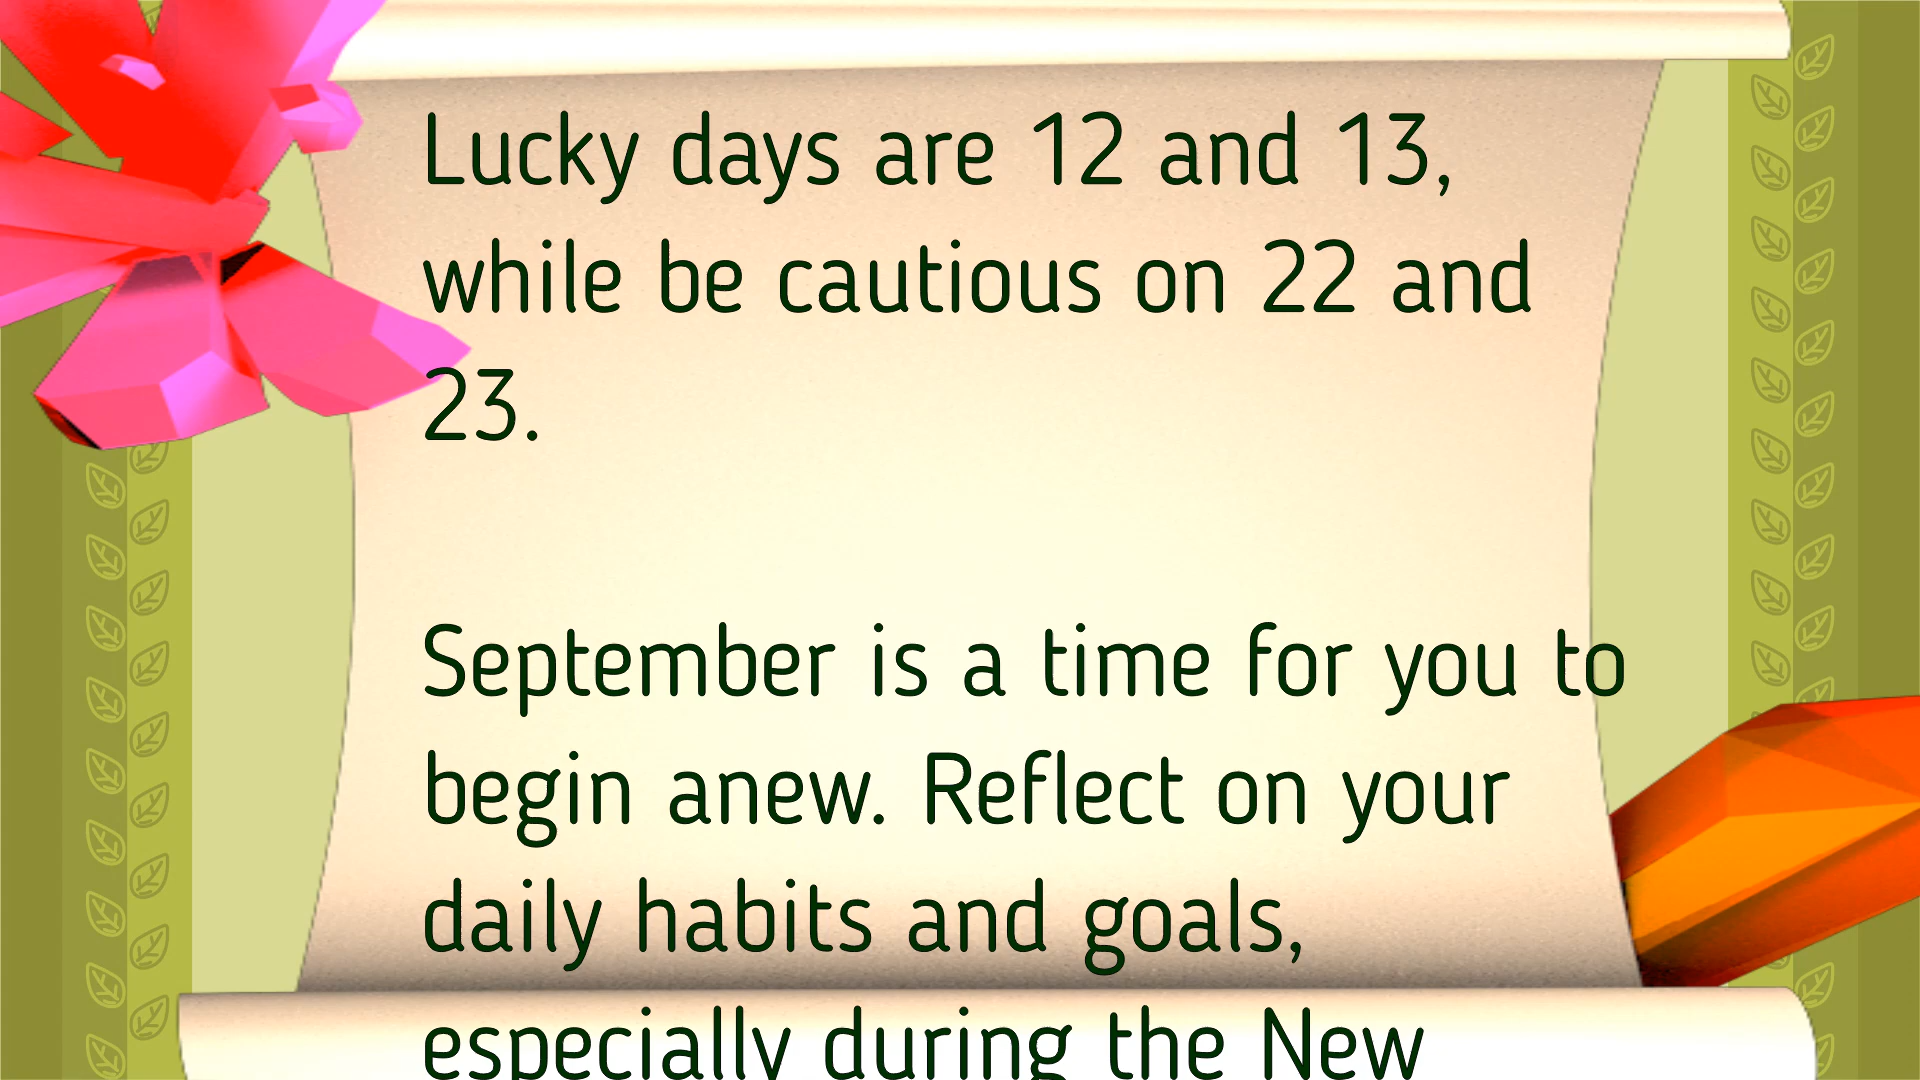 Lucky days are 12 and 13,
while be cautious on 22 and
23.
September is a time for you to
begin anew. Reflect on your
daily habits and goals,
especially during the New